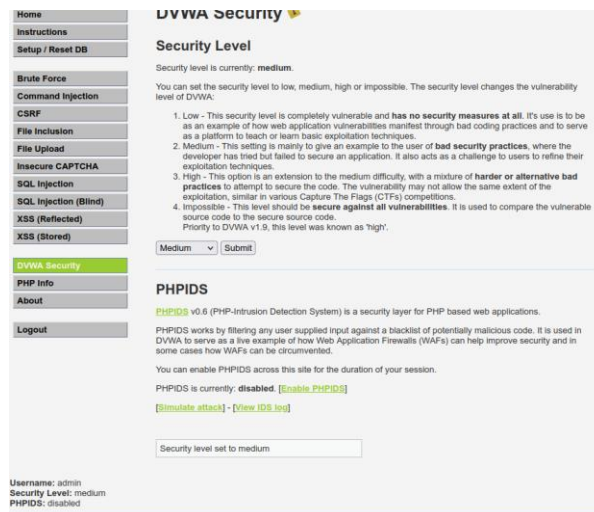 Home
Instructions
Setup / Reset DB
Brute Force
Command Injection
CSRF
File Inclusion
File Upload
Insecure CAPTCHA
SQL Injection
SQL Injection (Blind)
XSS (Reflected)
XSS (Stored)
DVWA Security
PHP Info
About
Logout
Username: admin
Security Level: medium
PHPIDS: disabled
DVWA Security
Security Level
Security level is currently: medium.
You can set the security level to low, medium, high or impossible. The security level changes the vulnerability
level of DVWA:
1. Low - This security level is completely vulnerable and has no security measures at all. It's use is to be
as an example of how web application vulnerabilities manifest through bad coding practices and to serve
as a platform to teach or learn basic exploitation techniques.
2. Medium - This setting is mainly to give an example to the user of bad security practices, where the
developer has tried but failed to secure an application. It also acts as a challenge to users to refine their
exploitation techniques.
3. High - This option is an extension to the medium difficulty, with a mixture of harder or alternative bad
practices to attempt to secure the code. The vulnerability may not allow the same extent of the
exploitation, similar in various Capture The Flags (CTFs) competitions.
4. Impossible - This level should be secure against all vulnerabilities. It is used to compare the vulnerable
source code to the secure source code.
Priority to DVWA v1.9, this level was known as 'high'.
Medium Submit
PHPIDS
PHPIDS v0.6 (PHP-Intrusion Detection System) is a security layer for PHP based web applications.
PHPIDS works by filtering any user supplied input against a blacklist of potentially malicious code. It is used in
DVWA to serve as a live example of how Web Application Firewalls (WAFs) can help improve security and in
some cases how WAFs can be circumvented.
You can enable PHPIDS across this site for the duration of your session.
PHPIDS is currently: disabled. [Enable PHPIDS]
[Simulate attack] - [View IDS log]
Security level set to medium